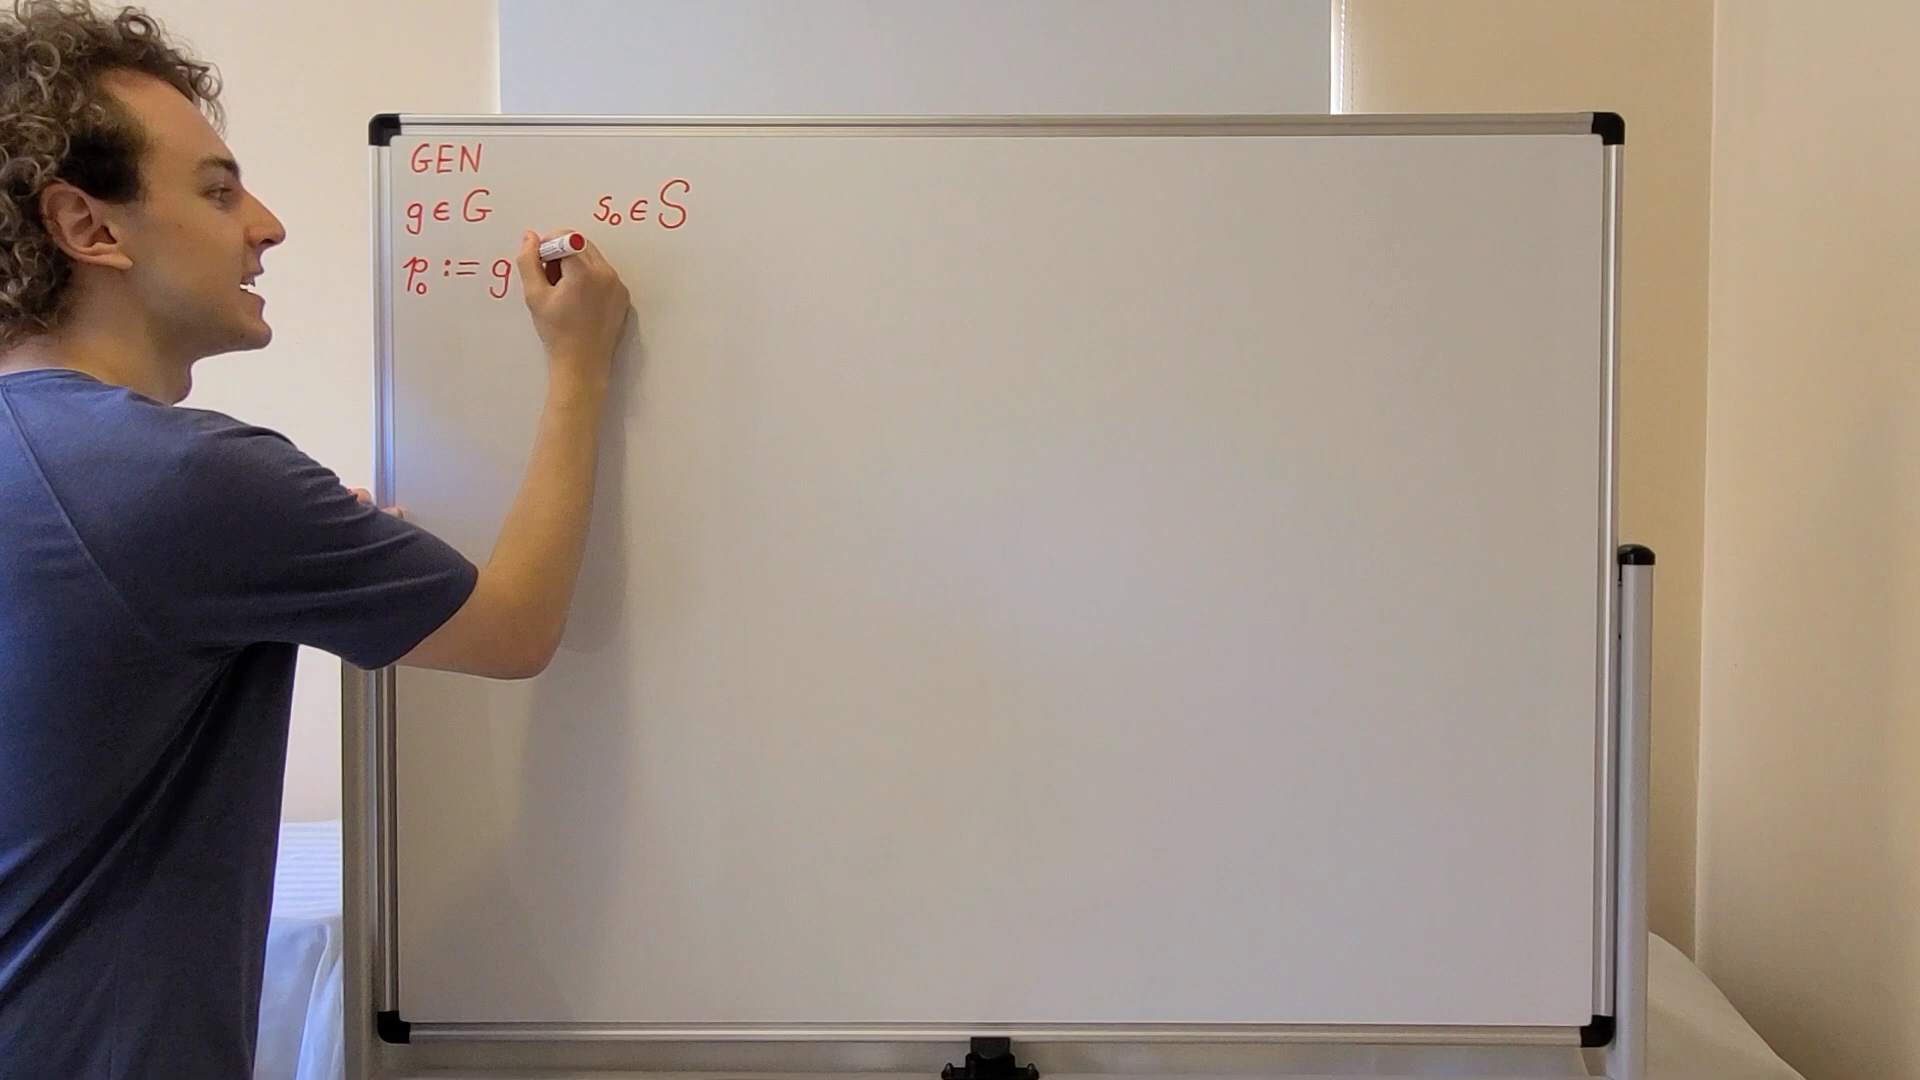 GEN
g ∈ G s₀ ∈ S
p₀ := g